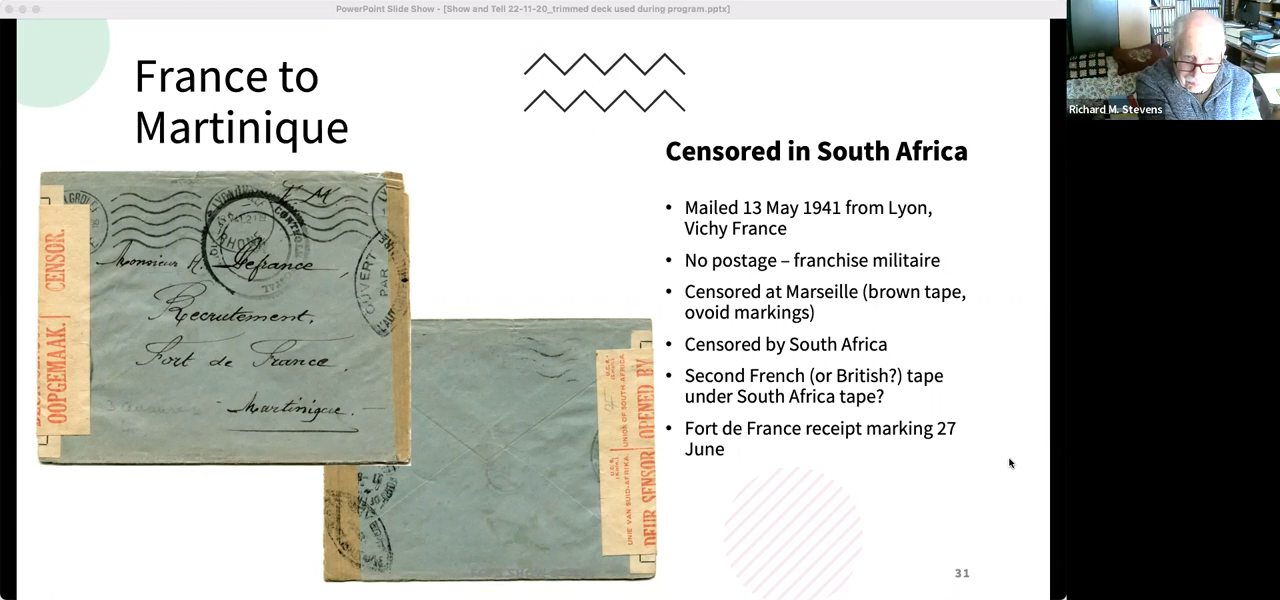 PowerPoint Slide Show - [Show and Tell 22-11-20_trimmed deck used during program.pptx]
France to
Martinique
Richard M. Stevens
Censored in South Africa
• Mailed 13 May 1941 from Lyon,
Vichy France
• No postage – franchise militaire
• Censored at Marseille (brown tape,
ovoid markings)
• Censored by South Africa
• Second French (or British?) tape
under South Africa tape?
• Fort de France receipt marking 27
June
OOPGEMAAK. CENSOR.
RHONE
CONTROLE
OUVERT
PAR
Monsieur
Recrutement,
Fort de France,
Martinique.
UNIE VAN SUID-AFRIKA. UNION OF SOUTH AFRICA.
DEUR SENSOR OPENED BY
31